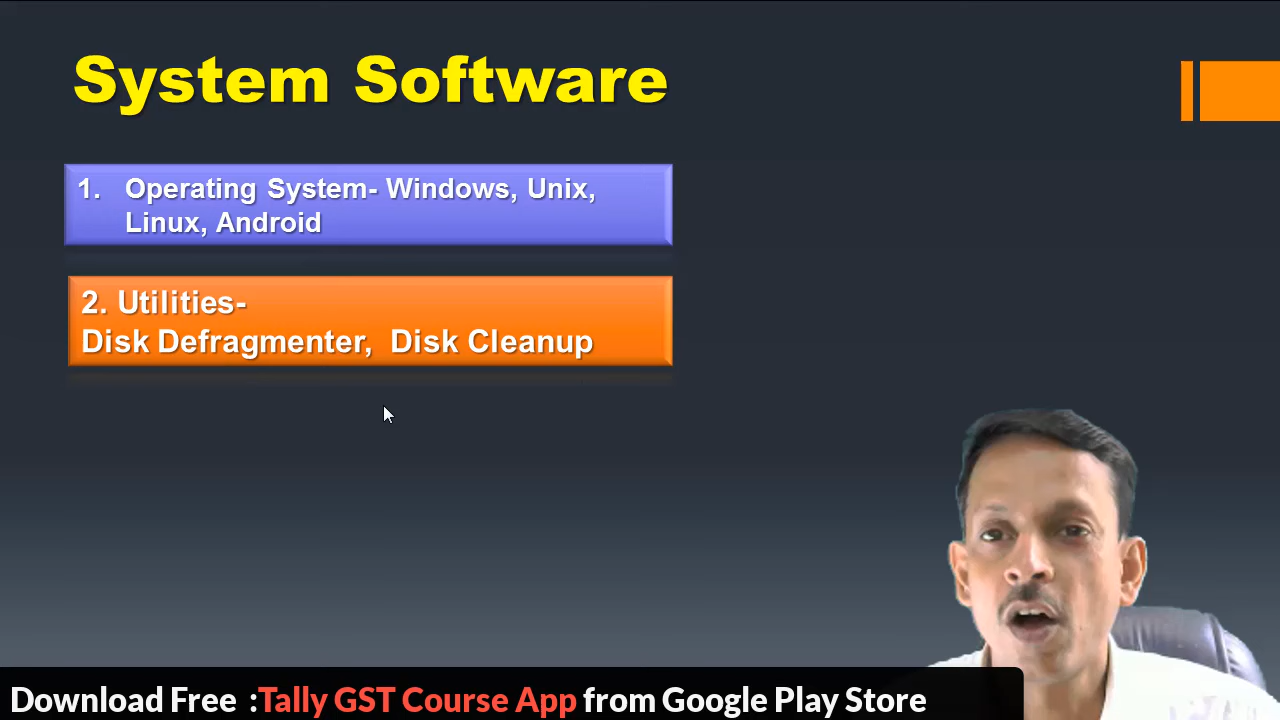 System Software
1. Operating System- Windows, Unix,
Linux, Android
2. Utilities-
Disk Defragmenter, Disk Cleanup
Download Free :Tally GST Course App from Google Play Store